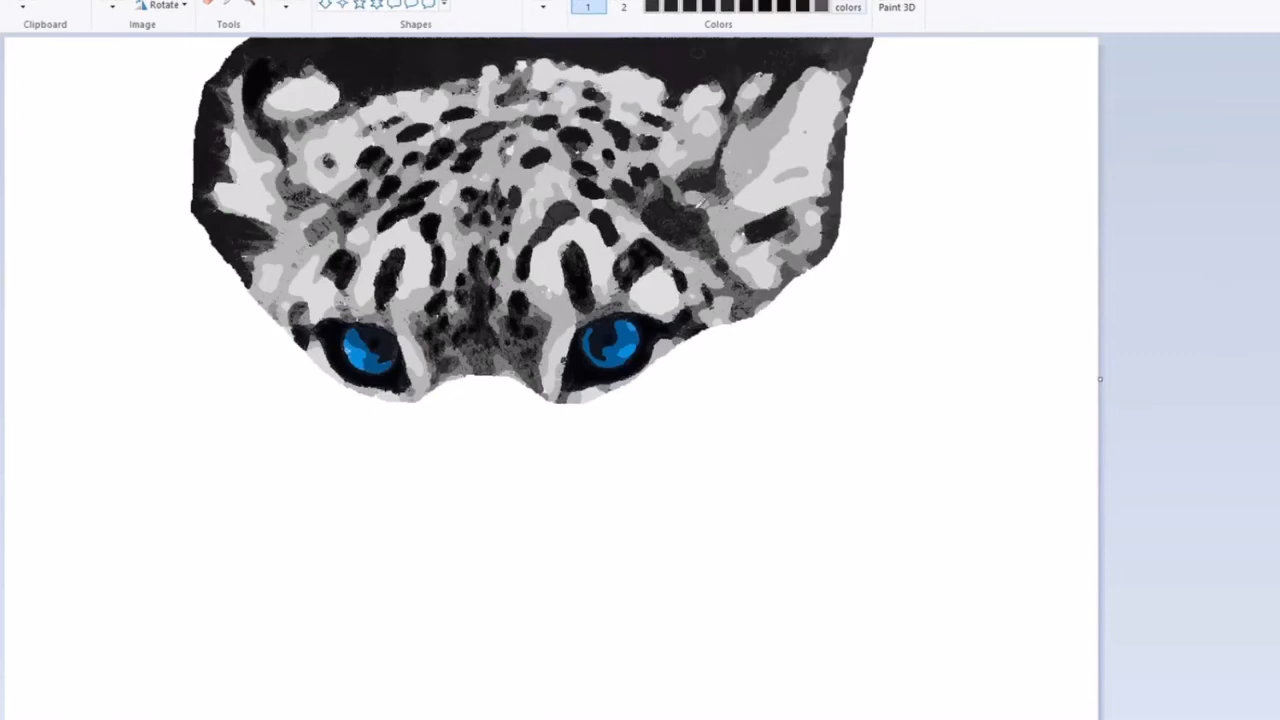 Rotate
1
2
colors
Paint 3D
Clipboard
Image
Tools
Shapes
Colors